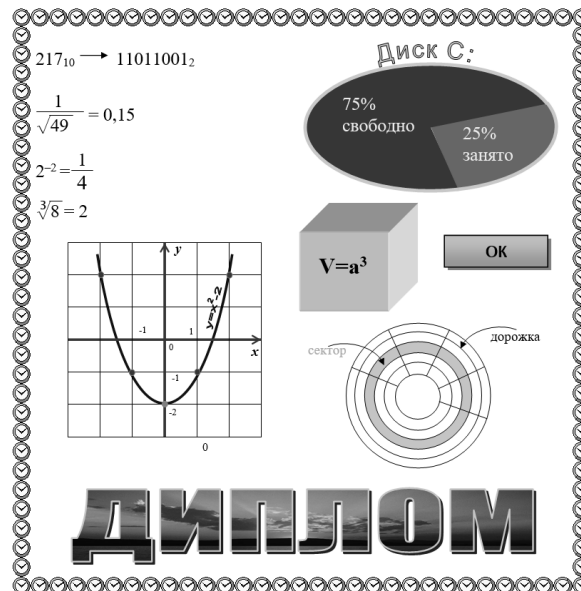 217₁₀ → 11011001₂
1/√49 = 0,15
2⁻² = 1/4
∛8 = 2
Диск С:
75%
свободно
25%
занято
V=a³
ОК
y
y=x²-2
-1
1
0
x
-1
-2
0
сектор
дорожка
ДИПЛОМ